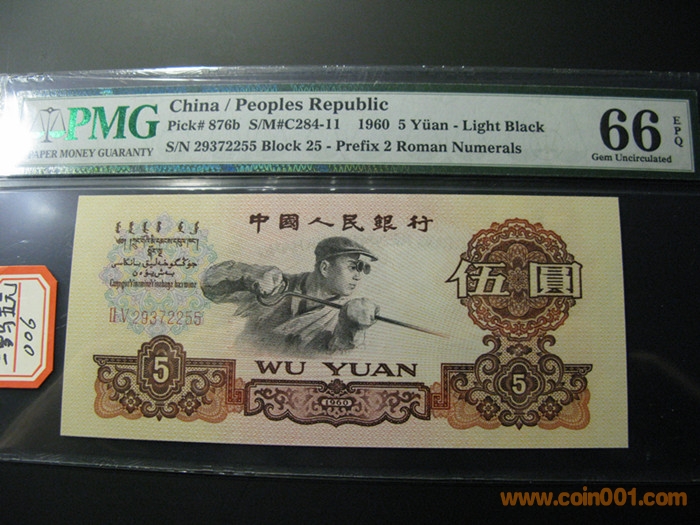 PMG
PAPER MONEY GUARANTY
China / Peoples Republic
Pick# 876b S/M#C284-11 1960 5 Yüan - Light Black
S/N 29372255 Block 25 - Prefix 2 Roman Numerals
66 EPQ
Gem Uncirculated
中國人民銀行
II V 29372255
伍圓
WU YUAN
5
5
1960
006
www.coin001.com